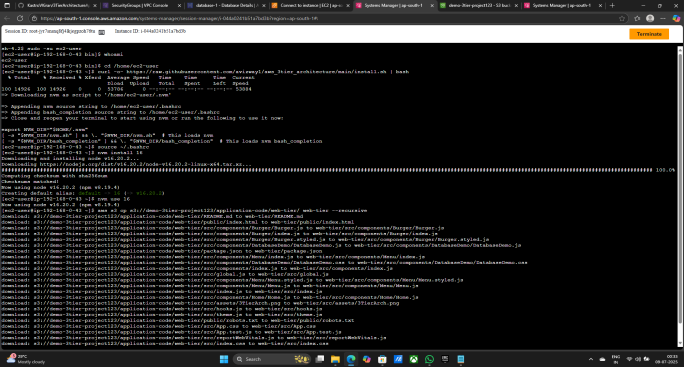 KastroVKiran/3TierArchitecture
SecurityGroups | VPC Console
database-1 - Database Details
Connect to instance | EC2 | ap-s
Systems Manager | ap-south-1
demo-3tier-project123 - S3 buc
Systems Manager | ap-south-1
Session ID:
Instance ID:
Terminate
sh-4.2$ sudo -su ec2-user
[ec2-user@ip-192-168-0-43 bin]$ whoami
ec2-user
[ec2-user@ip-192-168-0-43 bin]$ cd /home/ec2-user
% Total % Received % Xferd Average Speed Time Time Time Current
Dload Upload Total Spent Left Speed
=> Downloading nvm as script to '/home/ec2-user/.nvm'
=> Appending nvm source string to /home/ec2-user/.bashrc
=> Appending bash_completion source string to /home/ec2-user/.bashrc
=> Close and reopen your terminal to start using nvm or run the following to use it now:
export NVM_DIR="$HOME/.nvm"
[ -s "$NVM_DIR/nvm.sh" ] && \. "$NVM_DIR/nvm.sh" # This loads nvm
[ -s "$NVM_DIR/bash_completion" ] && \. "$NVM_DIR/bash_completion" # This loads nvm bash_completion
[ec2-user@ip-192-168-0-43 ~]$ source ~/.bashrc
[ec2-user@ip-192-168-0-43 ~]$ nvm install 16
Downloading and installing node v16.20.2...
Downloading https://nodejs.org/dist/v16.20.2/node-v16.20.2-linux-x64.tar.xz...
100.0%
Computing checksum with sha256sum
Checksums matched!
Now using node v16.20.2 (npm v8.19.4)
Creating default alias: default -> 16 (-> v16.20.2)
[ec2-user@ip-192-168-0-43 ~]$ nvm use 16
Now using node v16.20.2 (npm v8.19.4)
[ec2-user@ip-192-168-0-43 ~]$ aws s3 cp s3://demo-3tier-project123/application-code/web-tier/ web-tier --recursive
download: s3://demo-3tier-project123/application-code/web-tier/README.md to web-tier/README.md
download: s3://demo-3tier-project123/application-code/web-tier/public/index.html to web-tier/public/index.html
download: s3://demo-3tier-project123/application-code/web-tier/src/components/Burger/Burger.js to web-tier/src/components/Burger/Burger.js
download: s3://demo-3tier-project123/application-code/web-tier/src/components/Burger/index.js to web-tier/src/components/Burger/index.js
download: s3://demo-3tier-project123/application-code/web-tier/src/components/Burger/Burger.styled.js to web-tier/src/components/Burger/Burger.styled.js
download: s3://demo-3tier-project123/application-code/web-tier/src/components/DatabaseDemo/DatabaseDemo.js to web-tier/src/components/DatabaseDemo/DatabaseDemo.js
download: s3://demo-3tier-project123/application-code/web-tier/package.json to web-tier/package.json
download: s3://demo-3tier-project123/application-code/web-tier/src/components/Menu/index.js to web-tier/src/components/Menu/index.js
download: s3://demo-3tier-project123/application-code/web-tier/src/components/DatabaseDemo/DatabaseDemo.css to web-tier/src/components/DatabaseDemo/DatabaseDemo.css
download: s3://demo-3tier-project123/application-code/web-tier/src/components/index.js to web-tier/src/components/index.js
download: s3://demo-3tier-project123/application-code/web-tier/src/global.js to web-tier/src/global.js
download: s3://demo-3tier-project123/application-code/web-tier/src/components/Menu/Menu.styled.js to web-tier/src/components/Menu/Menu.styled.js
download: s3://demo-3tier-project123/application-code/web-tier/src/components/Menu/Menu.js to web-tier/src/components/Menu/Menu.js
download: s3://demo-3tier-project123/application-code/web-tier/src/index.js to web-tier/src/index.js
download: s3://demo-3tier-project123/application-code/web-tier/src/components/Home/Home.js to web-tier/src/components/Home/Home.js
download: s3://demo-3tier-project123/application-code/web-tier/src/assets/3TierArch.png to web-tier/src/assets/3TierArch.png
download: s3://demo-3tier-project123/application-code/web-tier/src/hooks.js to web-tier/src/hooks.js
download: s3://demo-3tier-project123/application-code/web-tier/src/theme.js to web-tier/src/theme.js
download: s3://demo-3tier-project123/application-code/web-tier/public/robots.txt to web-tier/public/robots.txt
download: s3://demo-3tier-project123/application-code/web-tier/src/App.css to web-tier/src/App.css
download: s3://demo-3tier-project123/application-code/web-tier/src/App.test.js to web-tier/src/App.test.js
download: s3://demo-3tier-project123/application-code/web-tier/src/reportWebVitals.js to web-tier/src/reportWebVitals.js
download: s3://demo-3tier-project123/application-code/web-tier/src/index.css to web-tier/src/index.css
Mostly cloudy
Search
ENG
IN
00:33
09-07-2025